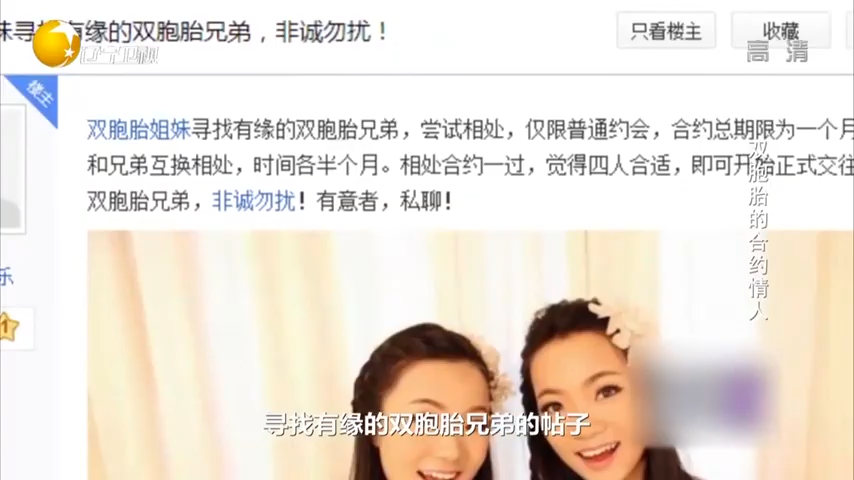 妹寻找有缘的双胞胎兄弟，非诚勿扰！
只看楼主
收藏
辽宁卫视
高清
楼主
双胞胎姐妹寻找有缘的双胞胎兄弟，尝试相处，仅限普通约会，合约总期限为一个月
和兄弟互换相处，时间各半个月。相处合约一过，觉得四人合适，即可开始正式交往
双胞胎兄弟，非诚勿扰！有意者，私聊！
双胞胎的合约情人
乐
1
寻找有缘的双胞胎兄弟的帖子